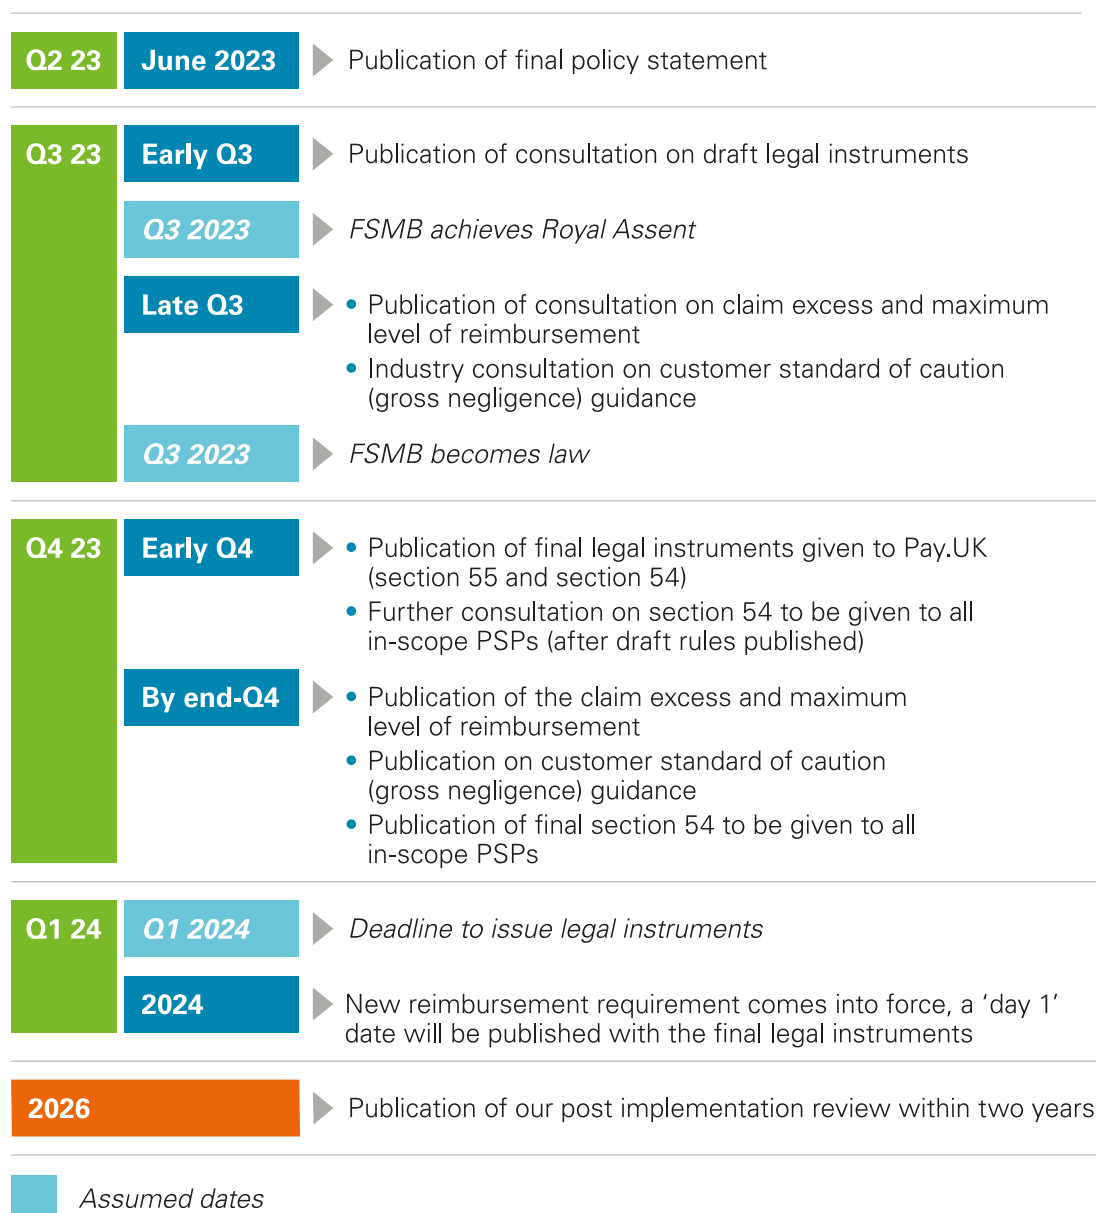 Q2 23
June 2023
Publication of final policy statement
Q3 23
Early Q3
Publication of consultation on draft legal instruments
Q3 2023
FSMB achieves Royal Assent
Late Q3
• Publication of consultation on claim excess and maximum
level of reimbursement
• Industry consultation on customer standard of caution
(gross negligence) guidance
Q3 2023
FSMB becomes law
Q4 23
Early Q4
• Publication of final legal instruments given to Pay.UK
(section 55 and section 54)
• Further consultation on section 54 to be given to all
in-scope PSPs (after draft rules published)
By end-Q4
• Publication of the claim excess and maximum
level of reimbursement
• Publication on customer standard of caution
(gross negligence) guidance
• Publication of final section 54 to be given to all
in-scope PSPs
Q1 24
Q1 2024
Deadline to issue legal instruments
2024
New reimbursement requirement comes into force, a ‘day 1’
date will be published with the final legal instruments
2026
Publication of our post implementation review within two years
Assumed dates